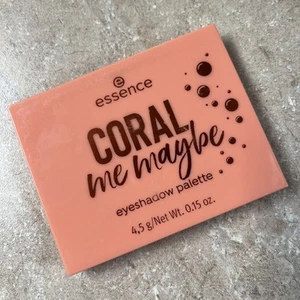 essence
CORAL
me maybe
eyeshadow palette
4,5 g/Net. Wt. 0.15 oz.